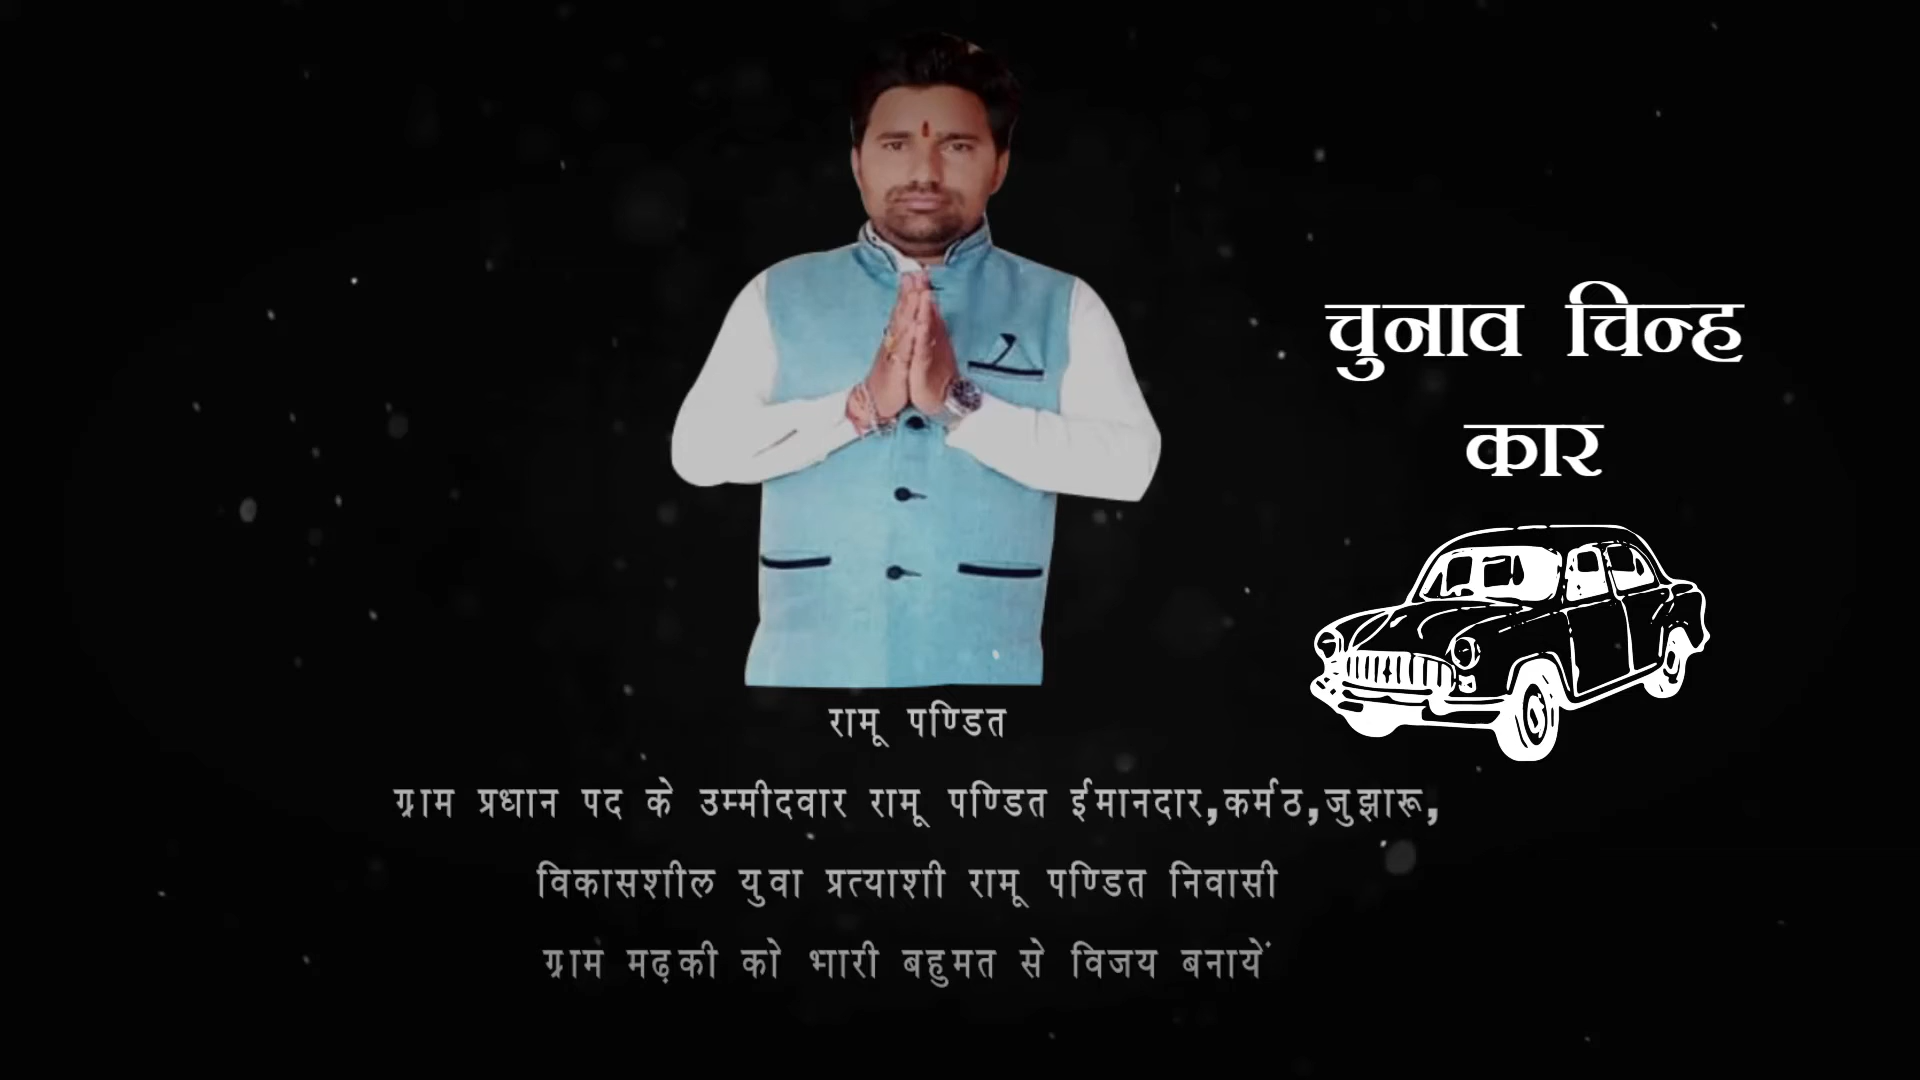 चुनाव चिन्ह
कार
रामू पण्डित
ग्राम प्रधान पद के उम्मीदवार रामू पण्डित ईमानदार,कर्मठ,जुझारू,
विकासशील युवा प्रत्याशी रामू पण्डित निवासी
ग्राम मढ़की को भारी बहुमत से विजय बनायें